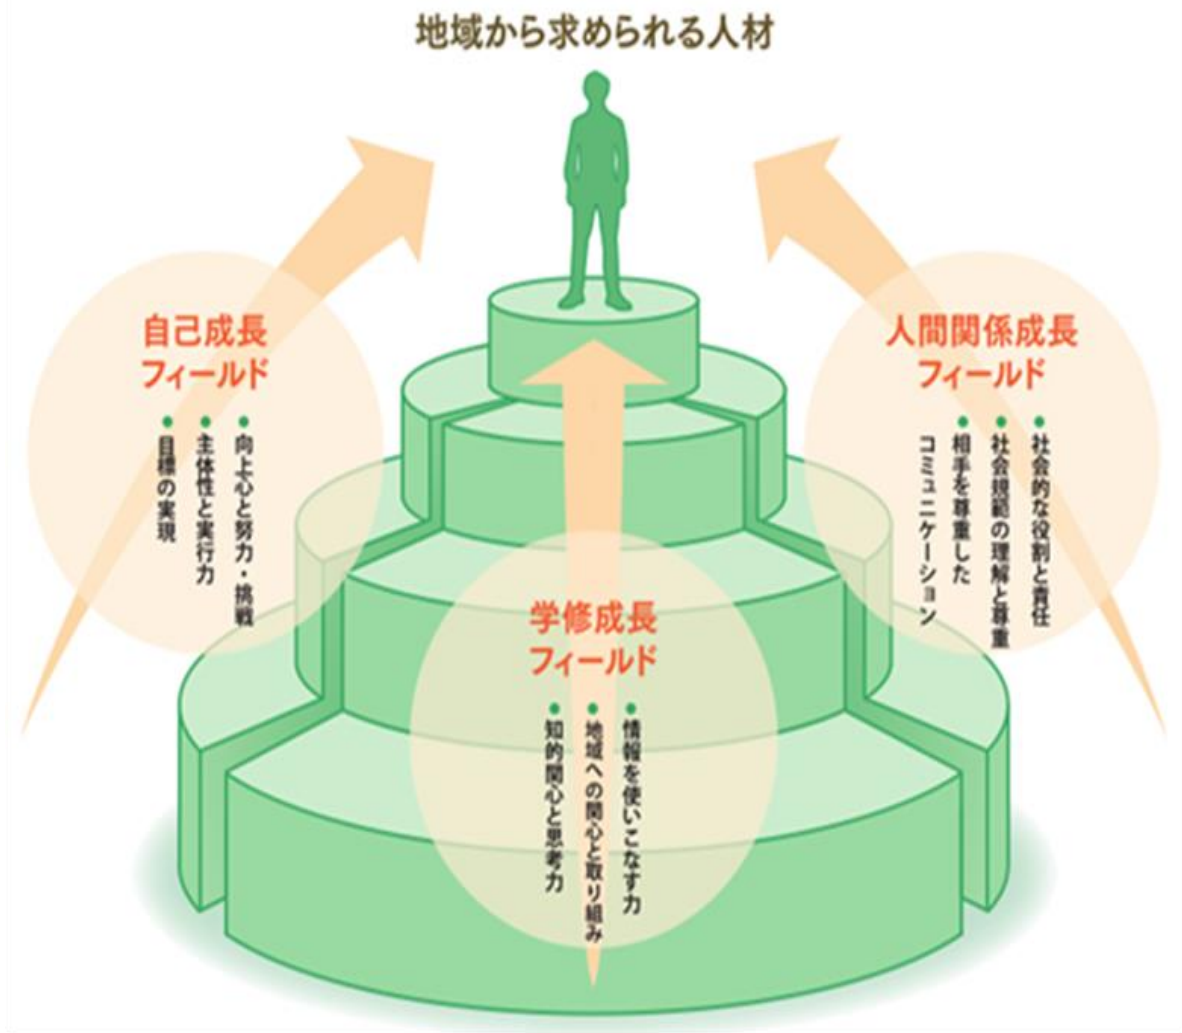 地域から求められる人材
自己成長
フィールド
●向上心と努力・挑戦
●主体性と実行力
●目標の実現
人間関係成長
フィールド
●社会的な役割と責任
●社会規範の理解と尊重
●相手を尊重した
コミュニケーション
学修成長
フィールド
●情報を使いこなす力
●地域への関心と取り組み
●知的関心と思考力